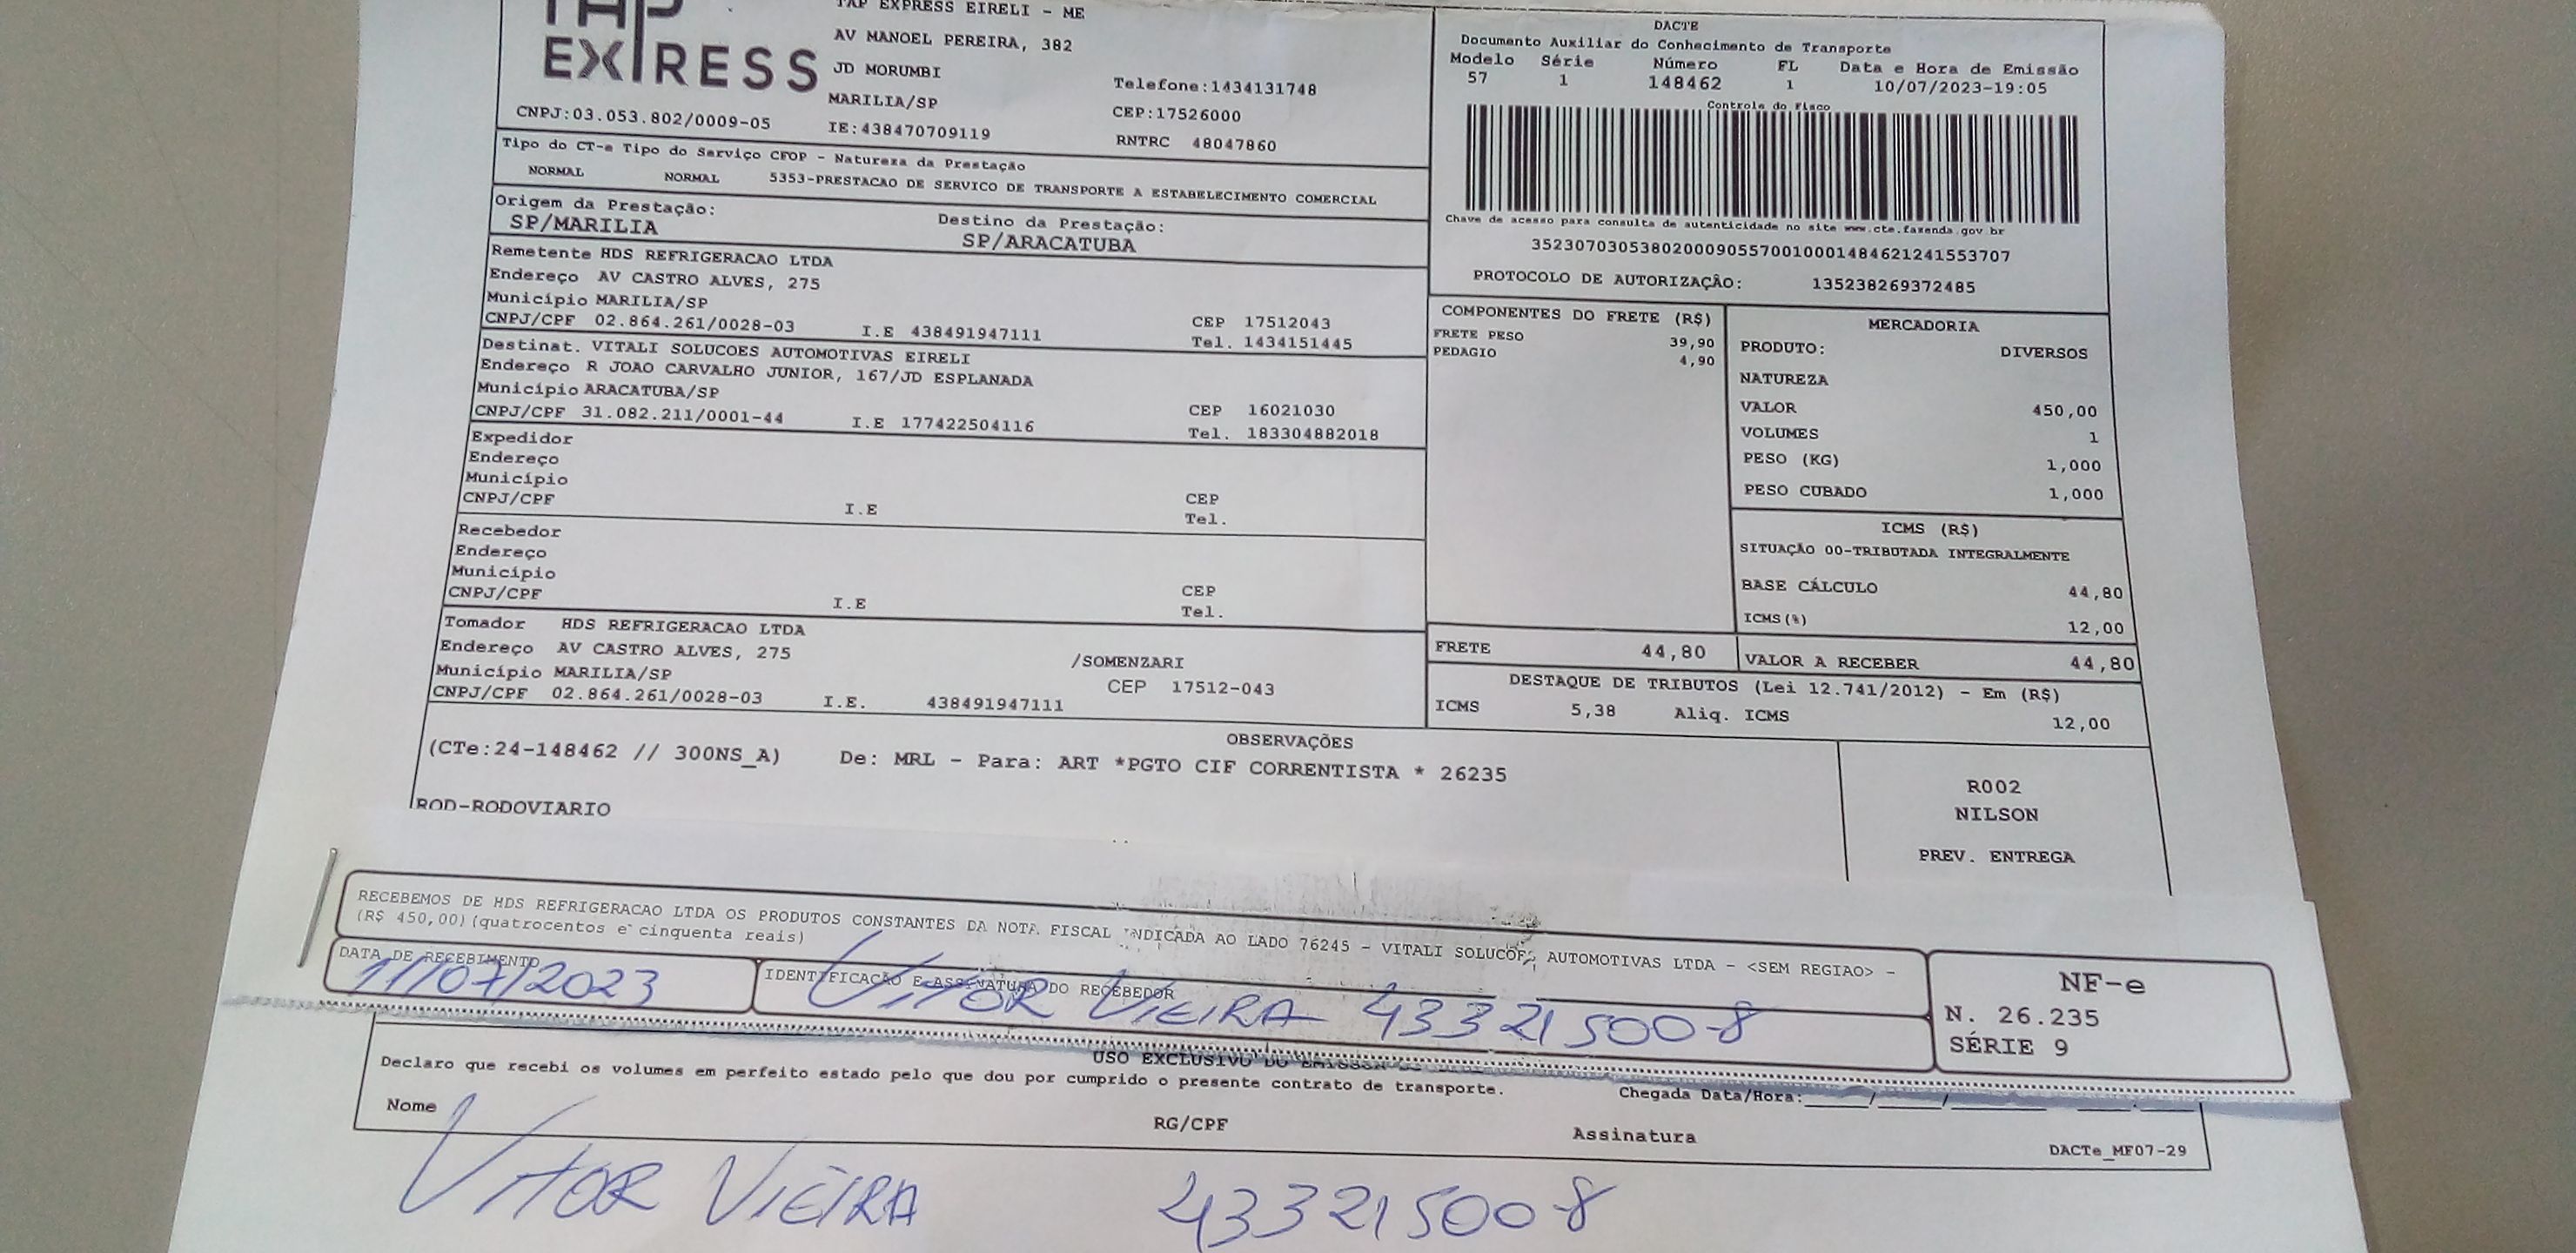 TAP
EXPRESS
TAP EXPRESS EIRELI - ME
AV MANOEL PEREIRA, 382
JD MORUMBI
MARILIA/SP
Telefone:1434131748
CEP:17526000
CNPJ:03.053.802/0009-05
IE:438470709119
RNTRC 48047860
DACTE
Documento Auxiliar do Conhecimento de Transporte
Modelo Série Número FL Data e Hora de Emissão
57 1 148462 1 10/07/2023-19:05
Controle do Fisco
Chave de acesso para consulta de autenticidade no site www.cte.fazenda.gov.br
35230703053802000905570010001484621241553707
PROTOCOLO DE AUTORIZAÇÃO: 135238269372485
Tipo do CT-e Tipo do Serviço CFOP - Natureza da Prestação
NORMAL NORMAL 5353-PRESTACAO DE SERVICO DE TRANSPORTE A ESTABELECIMENTO COMERCIAL
Origem da Prestação: Destino da Prestação:
SP/MARILIA SP/ARACATUBA
Remetente HDS REFRIGERACAO LTDA
Endereço AV CASTRO ALVES, 275
Município MARILIA/SP CEP 17512043
CNPJ/CPF 02.864.261/0028-03 I.E 438491947111 Tel. 1434151445
Destinat. VITALI SOLUCOES AUTOMOTIVAS EIRELI
Endereço R JOAO CARVALHO JUNIOR, 167/JD ESPLANADA
Município ARACATUBA/SP CEP 16021030
CNPJ/CPF 31.082.211/0001-44 I.E 177422504116 Tel. 183304882018
Expedidor
Endereço
Município CEP
CNPJ/CPF I.E Tel.
Recebedor
Endereço
Município CEP
CNPJ/CPF I.E Tel.
Tomador HDS REFRIGERACAO LTDA
Endereço AV CASTRO ALVES, 275 /SOMENZARI
Município MARILIA/SP CEP 17512-043
CNPJ/CPF 02.864.261/0028-03 I.E. 438491947111
COMPONENTES DO FRETE (R$)
FRETE PESO 39,90
PEDAGIO 4,90
MERCADORIA
PRODUTO: DIVERSOS
NATUREZA
VALOR 450,00
VOLUMES 1
PESO (KG) 1,000
PESO CUBADO 1,000
ICMS (R$)
SITUAÇÃO 00-TRIBUTADA INTEGRALMENTE
BASE CÁLCULO 44,80
ICMS(%) 12,00
FRETE 44,80 VALOR A RECEBER 44,80
DESTAQUE DE TRIBUTOS (Lei 12.741/2012) - Em (R$)
ICMS 5,38 Aliq. ICMS 12,00
OBSERVAÇÕES
(CTe:24-148462 // 300NS_A) De: MRL - Para: ART *PGTO CIF CORRENTISTA * 26235
ROD-RODOVIARIO
R002
NILSON
PREV. ENTREGA
RECEBEMOS DE HDS REFRIGERACAO LTDA OS PRODUTOS CONSTANTES DA NOTA FISCAL INDICADA AO LADO 76245 - VITALI SOLUCOES AUTOMOTIVAS LTDA - <SEM REGIAO> -
(R$ 450,00)(quatrocentos e cinquenta reais)
DATA DE RECEBIMENTO IDENTIFICAÇÃO E ASSINATURA DO RECEBEDOR
11/07/2023 VITOR VIEIRA 433215008
NF-e
N. 26.235
SÉRIE 9
USO EXCLUSIVO DO EMISSOR
Declaro que recebi os volumes em perfeito estado pelo que dou por cumprido o presente contrato de transporte.
Chegada Data/Hora:
Nome RG/CPF Assinatura
DACTe_MF07-29
VITOR VIEIRA 433215008